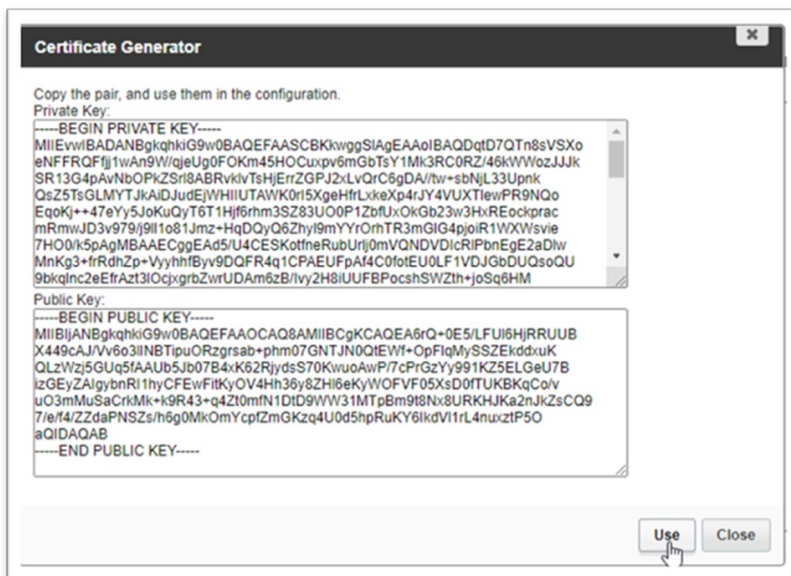 Certificate Generator
Copy the pair, and use them in the configuration.
Private Key:
-----BEGIN PRIVATE KEY-----
MIIEvwIBADANBgkqhkiG9w0BAQEFAASCBKkwggSlAgEAAoIBAQDqtD7QTn8sVSXo
eNFFRQFfjj1wAn9W/qjeUg0FOKm45HOCuxpv6mGbTsY1Mk3RC0RZ/46kWWozJJJk
SR13G4pAvNbOPkZSrl8ABRvklvTsHjErrZGPJ2xLvQrC6gDA//tw+sbNjL33Upnk
QsZ5TsGLMYTJkAiDJudEjWHIIUTAWK0rI5XgeHfrLxkeXp4rJY4VUXTlewPR9NQo
EqoKj++47eYy5JoKuQyT6T1Hjf6rhm3SZ83UO0P1ZbfUxOkGb23w3HxREockprac
mRmwJD3v979/j9lI1o81Jmz+HqDQyQ6Zhyl9mYYrOrhTR3mGIG4pjoiR1WXWsvie
7HO0/k5pAgMBAAECggEAd5/U4CESKotfneRubUrlj0mVQNDVDlcRlPbnEgE2aDlw
MnKg3+frRdhZp+VyyhhfByv9DQFR4q1CPAEUFpAf4C0fotEU0LF1VDJGbDUQsoQU
9bkqlnc2eEfrAzt3lOcjxgrbZwrUDAm6zB/Ivy2H8iUUFBPocshSWZth+joSq6HM
Public Key:
-----BEGIN PUBLIC KEY-----
MIIBIjANBgkqhkiG9w0BAQEFAAOCAQ8AMIIBCgKCAQEA6rQ+0E5/LFUl6HjRRUUB
X449cAJ/Vv6o3lINBTipuORzgrsab+phm07GNTJN0QtEWf+OpFlqMySSZEkddxuK
QLzWzj5GUq5fAAUb5Jb07B4xK62RjydsS70KwuoAwP/7cPrGzYy991KZ5ELGeU7B
izGEyZAIgybnRI1hyCFEwFitKyOV4Hh36y8ZHl6eKyWOFVF05XsD0fTUKBKqCo/v
uO3mMuSaCrkMk+k9R43+q4Zt0mfN1DtD9WW31MTpBm9t8Nx8URKHJKa2nJkZsCQ9
7/e/f4/ZZdaPNSZs/h6g0MkOmYcpfZmGKzq4U0d5hpRuKY6IkdVl1rL4nuxztP5O
aQIDAQAB
-----END PUBLIC KEY-----
Use
Close